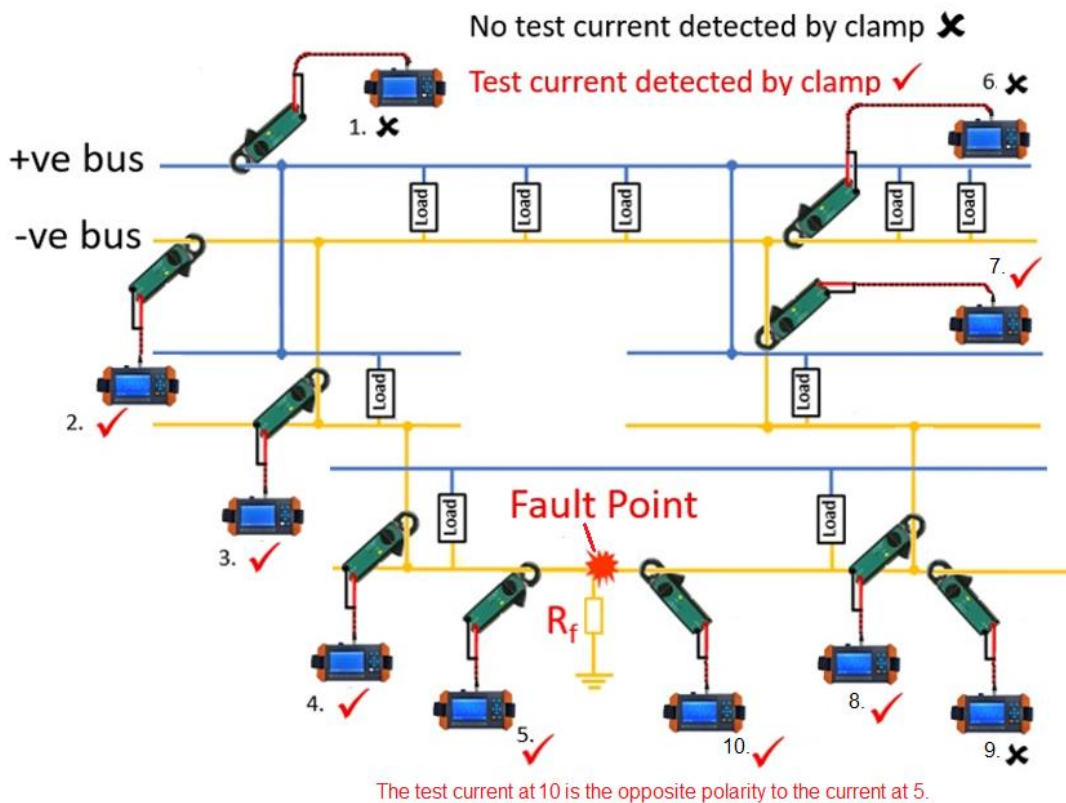 No test current detected by clamp ✘
Test current detected by clamp ✓
1. ✘
6. ✘
+ve bus
Load
Load
Load
Load
Load
-ve bus
7. ✓
Load
Load
2. ✓
Load
Load
Fault Point
3. ✓
Rf
4. ✓
5. ✓
10. ✓
8. ✓
9. ✘
The test current at 10 is the opposite polarity to the current at 5.